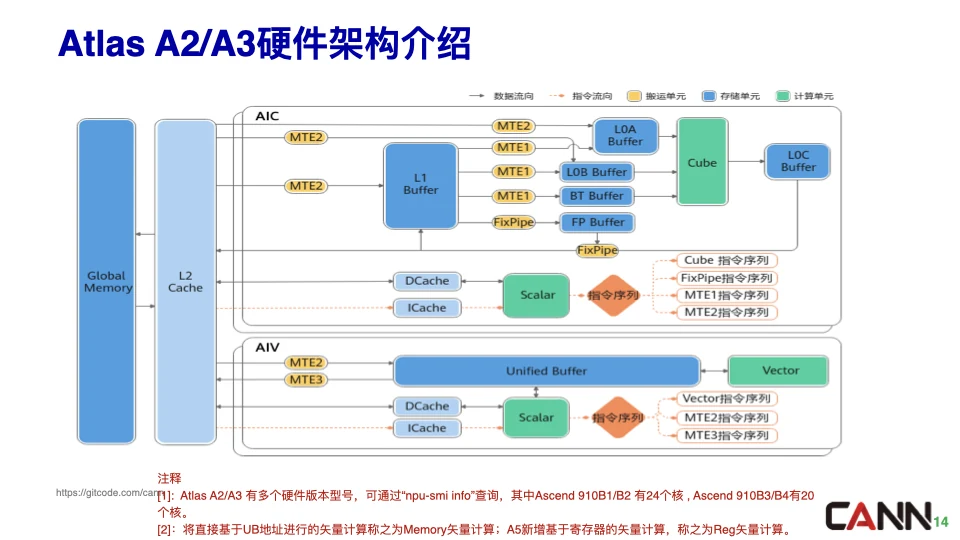 Atlas A2/A3硬件架构介绍
数据流向 指令流向 搬运单元 存储单元 计算单元
AIC
MTE2
MTE2
MTE2
L1 Buffer
MTE1
MTE1
MTE1
FixPipe
L0A Buffer
L0B Buffer
BT Buffer
FP Buffer
FixPipe
Cube
L0C Buffer
Global Memory
L2 Cache
DCache
ICache
Scalar
指令序列
Cube 指令序列
FixPipe指令序列
MTE1指令序列
MTE2指令序列
AIV
MTE2
MTE3
Unified Buffer
Vector
DCache
ICache
Scalar
指令序列
Vector指令序列
MTE2指令序列
MTE3指令序列
注释
https://gitcode.com/cann
[1]：Atlas A2/A3 有多个硬件版本型号，可通过“npu-smi info”查询，其中Ascend 910B1/B2 有24个核 , Ascend 910B3/B4有20
个核。
[2]：将直接基于UB地址进行的矢量计算称之为Memory矢量计算；A5新增基于寄存器的矢量计算，称之为Reg矢量计算。
CANN
14